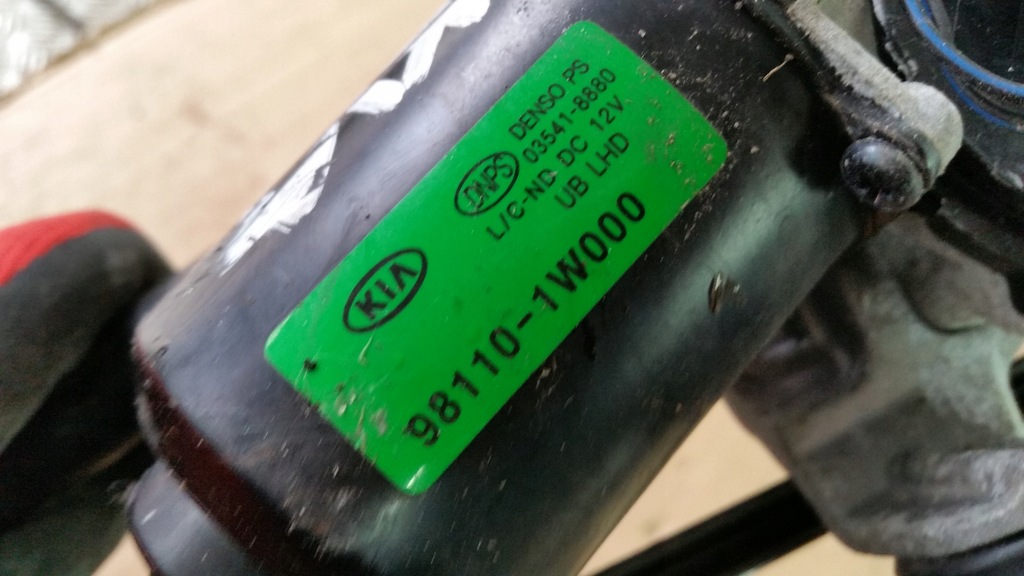 KIA
DNPS
DENSO PS
03541-8880
L/C-ND DC 12V
UB LHD
98110-1W000